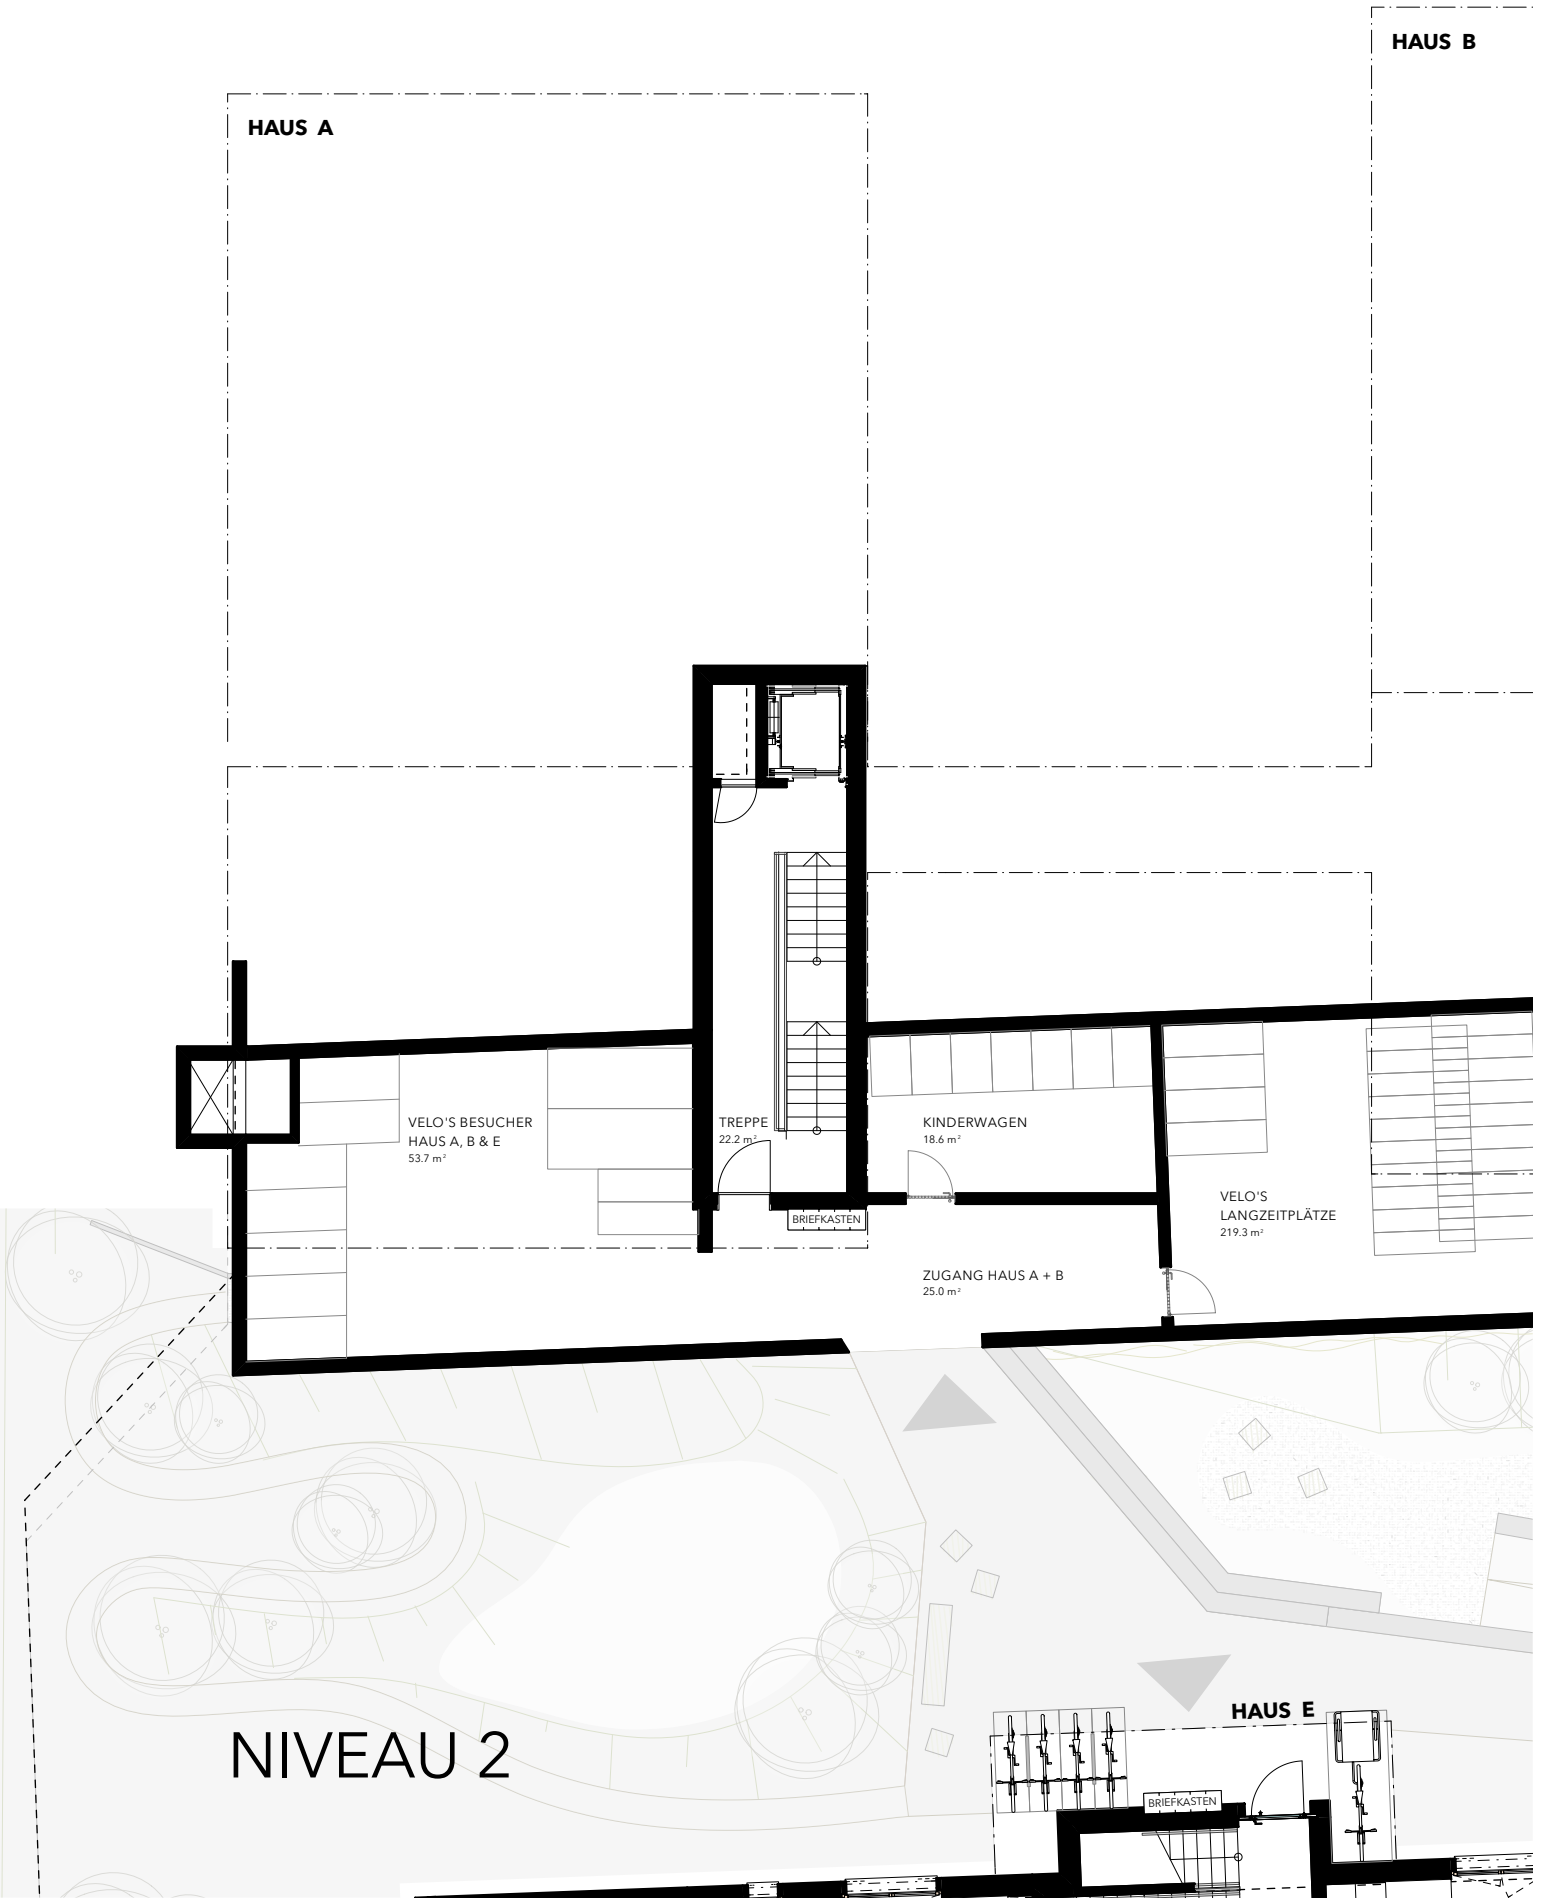 HAUS B
HAUS A
VELO'S BESUCHER
HAUS A, B & E
53.7 m²
TREPPE
22.2 m²
KINDERWAGEN
18.6 m²
VELO'S
LANGZEITPLÄTZE
219.3 m²
BRIEFKASTEN
ZUGANG HAUS A + B
25.0 m²
HAUS E
NIVEAU 2
BRIEFKASTEN